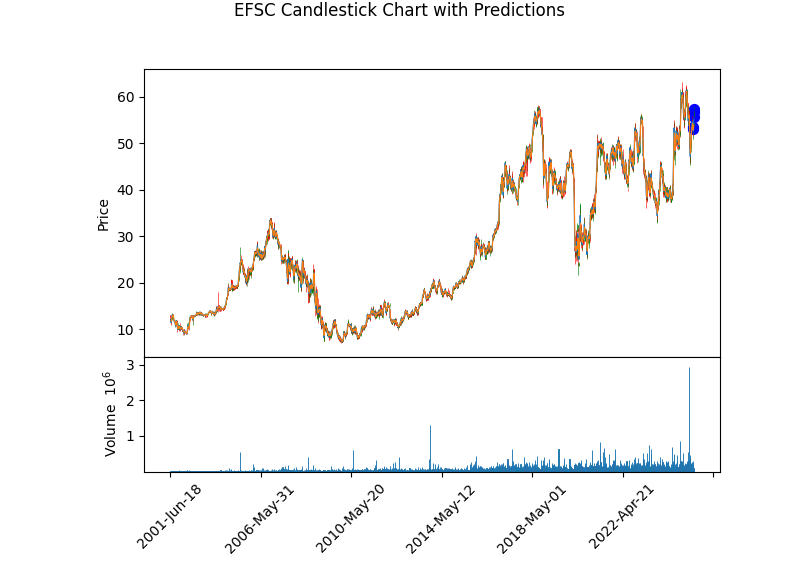 EFSC Candlestick Chart with Predictions
60
50
40
30
20
10
Price
3
2
1
Volume 10^6
2001-Jun-18
2006-May-31
2010-May-20
2014-May-12
2018-May-01
2022-Apr-21